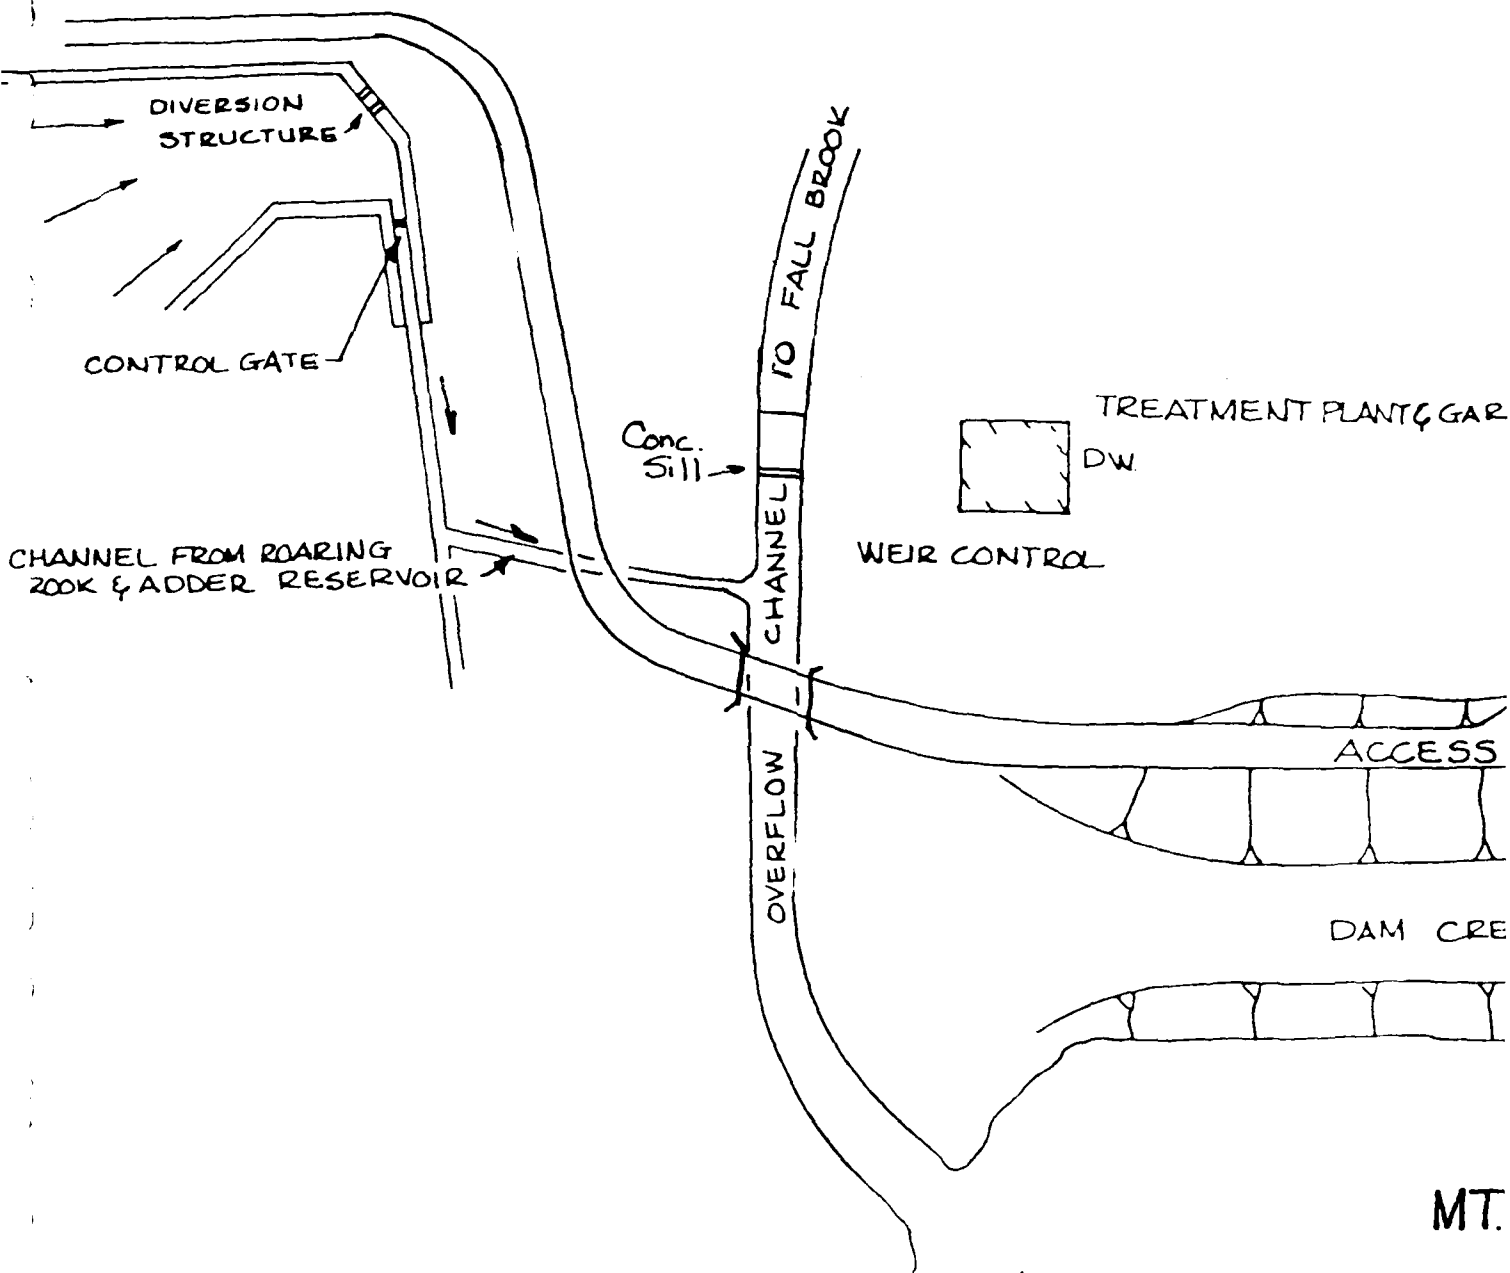 DIVERSION
STRUCTURE
TO FALL BROOK
CONTROL GATE
TREATMENT PLANT & GAR
DW.
Conc.
Sill
CHANNEL
WEIR CONTROL
CHANNEL FROM ROARING
ROOK & ADDER RESERVOIR
ACCESS
OVERFLOW
DAM CRE
MT.